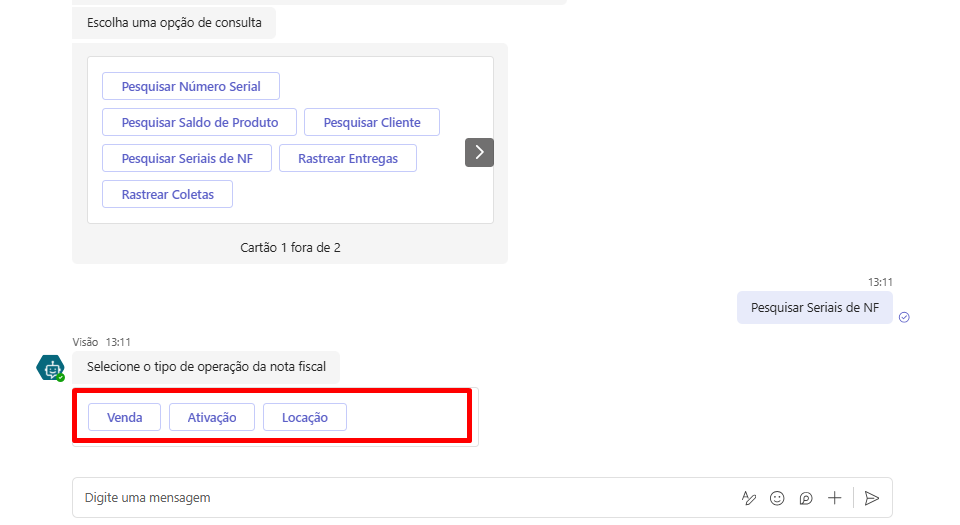 Escolha uma opção de consulta
Pesquisar Número Serial
Pesquisar Saldo de Produto
Pesquisar Cliente
Pesquisar Seriais de NF
Rastrear Entregas
Rastrear Coletas
Cartão 1 fora de 2
13:11
Pesquisar Seriais de NF
Visão 13:11
Selecione o tipo de operação da nota fiscal
Venda
Ativação
Locação
Digite uma mensagem